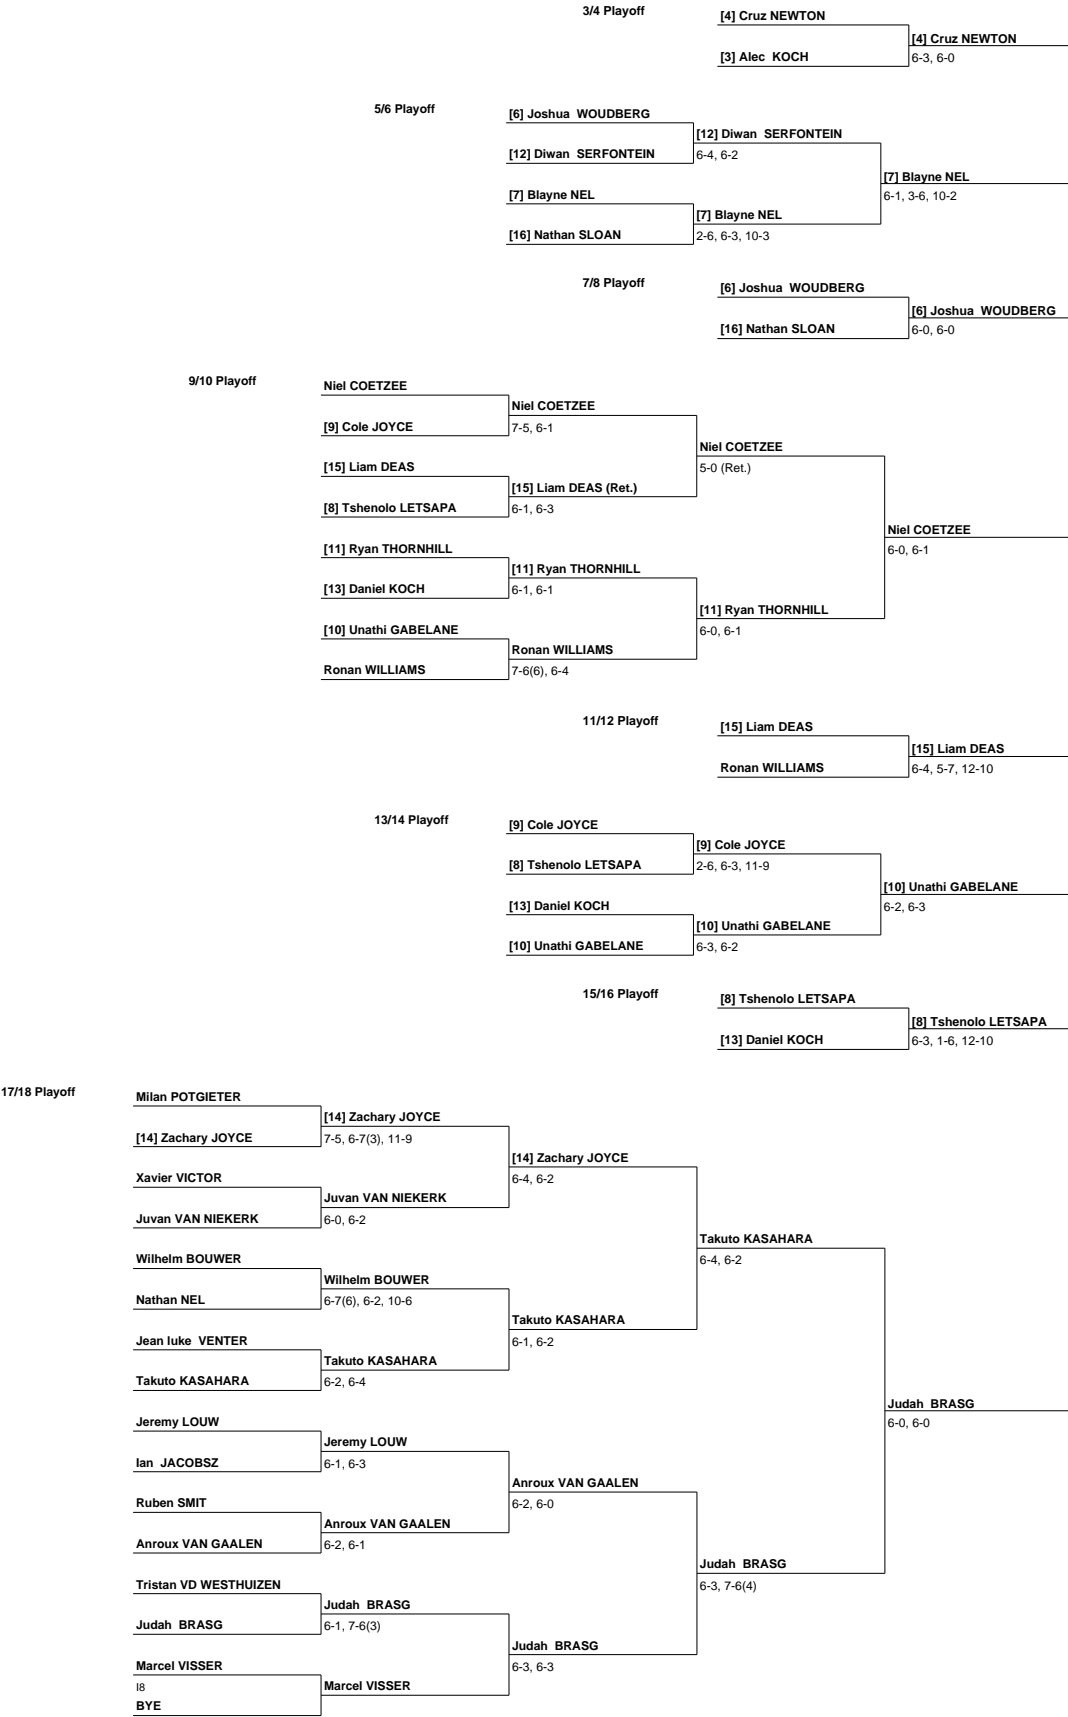 3/4 Playoff
[4] Cruz NEWTON
[4] Cruz NEWTON
[3] Alec KOCH
6-3, 6-0
5/6 Playoff
[6] Joshua WOUDBERG
[12] Diwan SERFONTEIN
[12] Diwan SERFONTEIN
6-4, 6-2
[7] Blayne NEL
[7] Blayne NEL
6-1, 3-6, 10-2
[7] Blayne NEL
[16] Nathan SLOAN
2-6, 6-3, 10-3
7/8 Playoff
[6] Joshua WOUDBERG
[6] Joshua WOUDBERG
[16] Nathan SLOAN
6-0, 6-0
9/10 Playoff
Niel COETZEE
Niel COETZEE
[9] Cole JOYCE
7-5, 6-1
Niel COETZEE
[15] Liam DEAS
5-0 (Ret.)
[15] Liam DEAS (Ret.)
[8] Tshenolo LETSAPA
6-1, 6-3
Niel COETZEE
[11] Ryan THORNHILL
6-0, 6-1
[11] Ryan THORNHILL
[13] Daniel KOCH
6-1, 6-1
[11] Ryan THORNHILL
[10] Unathi GABELANE
6-0, 6-1
Ronan WILLIAMS
Ronan WILLIAMS
7-6(6), 6-4
11/12 Playoff
[15] Liam DEAS
[15] Liam DEAS
Ronan WILLIAMS
6-4, 5-7, 12-10
13/14 Playoff
[9] Cole JOYCE
[9] Cole JOYCE
[8] Tshenolo LETSAPA
2-6, 6-3, 11-9
[10] Unathi GABELANE
[13] Daniel KOCH
6-2, 6-3
[10] Unathi GABELANE
[10] Unathi GABELANE
6-3, 6-2
15/16 Playoff
[8] Tshenolo LETSAPA
[8] Tshenolo LETSAPA
[13] Daniel KOCH
6-3, 1-6, 12-10
17/18 Playoff
Milan POTGIETER
[14] Zachary JOYCE
[14] Zachary JOYCE
7-5, 6-7(3), 11-9
[14] Zachary JOYCE
Xavier VICTOR
6-4, 6-2
Juvan VAN NIEKERK
Juvan VAN NIEKERK
6-0, 6-2
Takuto KASAHARA
Wilhelm BOUWER
6-4, 6-2
Wilhelm BOUWER
Nathan NEL
6-7(6), 6-2, 10-6
Takuto KASAHARA
Jean luke VENTER
6-1, 6-2
Takuto KASAHARA
Takuto KASAHARA
6-2, 6-4
Judah BRASG
Jeremy LOUW
6-0, 6-0
Jeremy LOUW
Ian JACOBSZ
6-1, 6-3
Anroux VAN GAALEN
Ruben SMIT
6-2, 6-0
Anroux VAN GAALEN
Anroux VAN GAALEN
6-2, 6-1
Judah BRASG
Tristan VD WESTHUIZEN
6-3, 7-6(4)
Judah BRASG
Judah BRASG
6-1, 7-6(3)
Judah BRASG
Marcel VISSER
6-3, 6-3
I8
Marcel VISSER
BYE